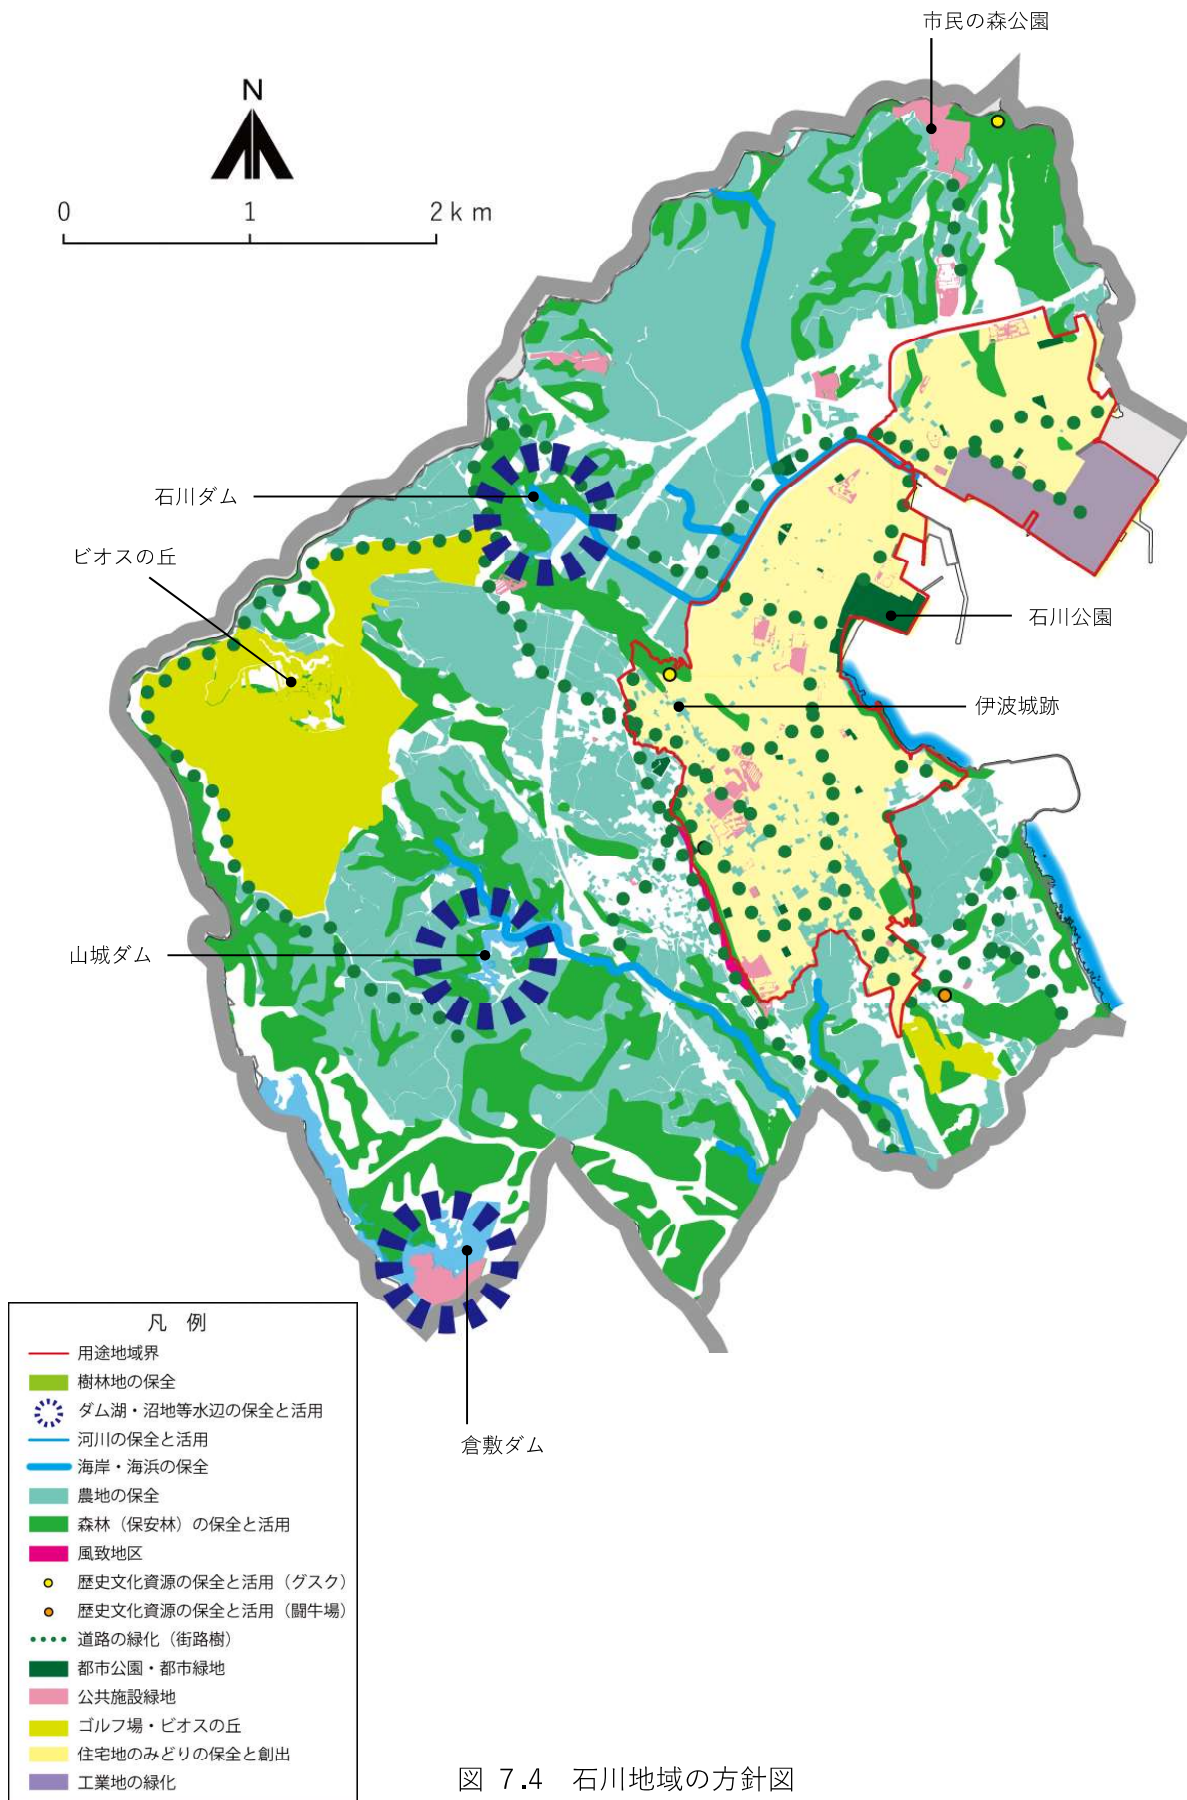 市民の森公園
N
0 1 2km
石川ダム
ビオスの丘
石川公園
伊波城跡
山城ダム
倉敷ダム
凡 例
用途地域界
樹林地の保全
ダム湖・沼地等水辺の保全と活用
河川の保全と活用
海岸・海浜の保全
農地の保全
森林（保安林）の保全と活用
風致地区
歴史文化資源の保全と活用（グスク）
歴史文化資源の保全と活用（闘牛場）
道路の緑化（街路樹）
都市公園・都市緑地
公共施設緑地
ゴルフ場・ビオスの丘
住宅地のみどりの保全と創出
工業地の緑化
図 7.4 石川地域の方針図